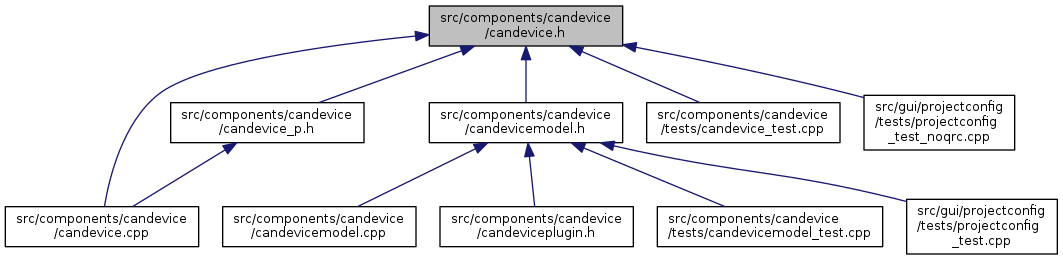 src/components/candevice
/candevice.h
src/components/candevice
/candevice_p.h
src/components/candevice
/candevicemodel.h
src/components/candevice
/tests/candevice_test.cpp
src/gui/projectconfig
/tests/projectconfig
_test_noqrc.cpp
src/components/candevice
/candevice.cpp
src/components/candevice
/candevicemodel.cpp
src/components/candevice
/candeviceplugin.h
src/components/candevice
/tests/candevicemodel_test.cpp
src/gui/projectconfig
/tests/projectconfig
_test.cpp